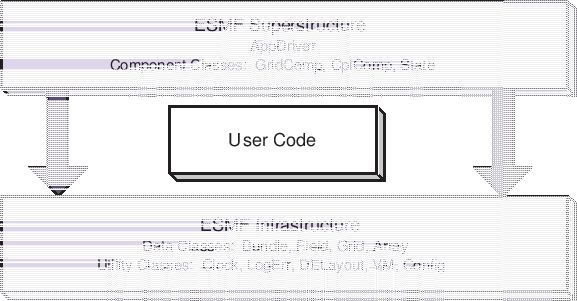 ESMF Superstructure
AppDriver
Component Classes: GridComp, CplComp, State
User Code
ESMF Infrastructure
Data Classes: Bundle, Field, Grid, Array
Utility Classes: Clock, LogErr, DELayout, VM, Config